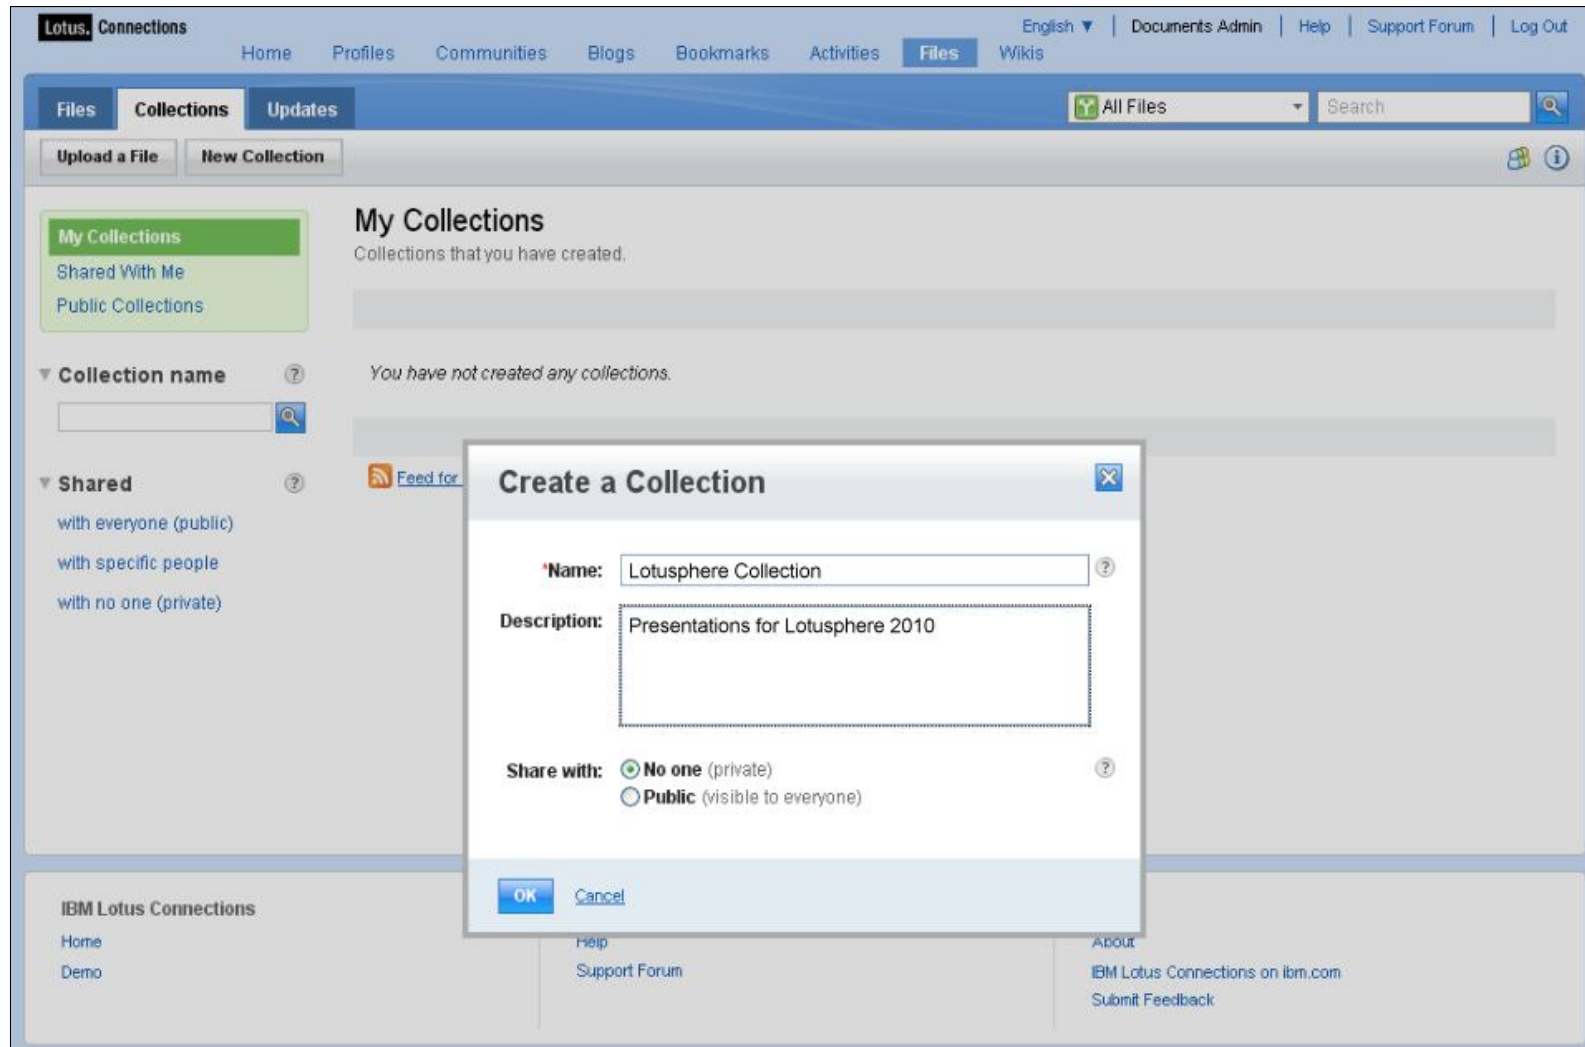 Lotus. Connections
English ▼ | Documents Admin | Help | Support Forum | Log Out
Home Profiles Communities Blogs Bookmarks Activities Files Wikis
Files Collections Updates
All Files Search
Upload a File New Collection
My Collections
Shared With Me
Public Collections
My Collections
Collections that you have created.
Collection name
You have not created any collections.
Shared
with everyone (public)
with specific people
with no one (private)
Feed for
Create a Collection
*Name: Lotusphere Collection
Description: Presentations for Lotusphere 2010
Share with: No one (private)
Public (visible to everyone)
OK Cancel
IBM Lotus Connections
Home
Demo
Help
Support Forum
About
IBM Lotus Connections on ibm.com
Submit Feedback